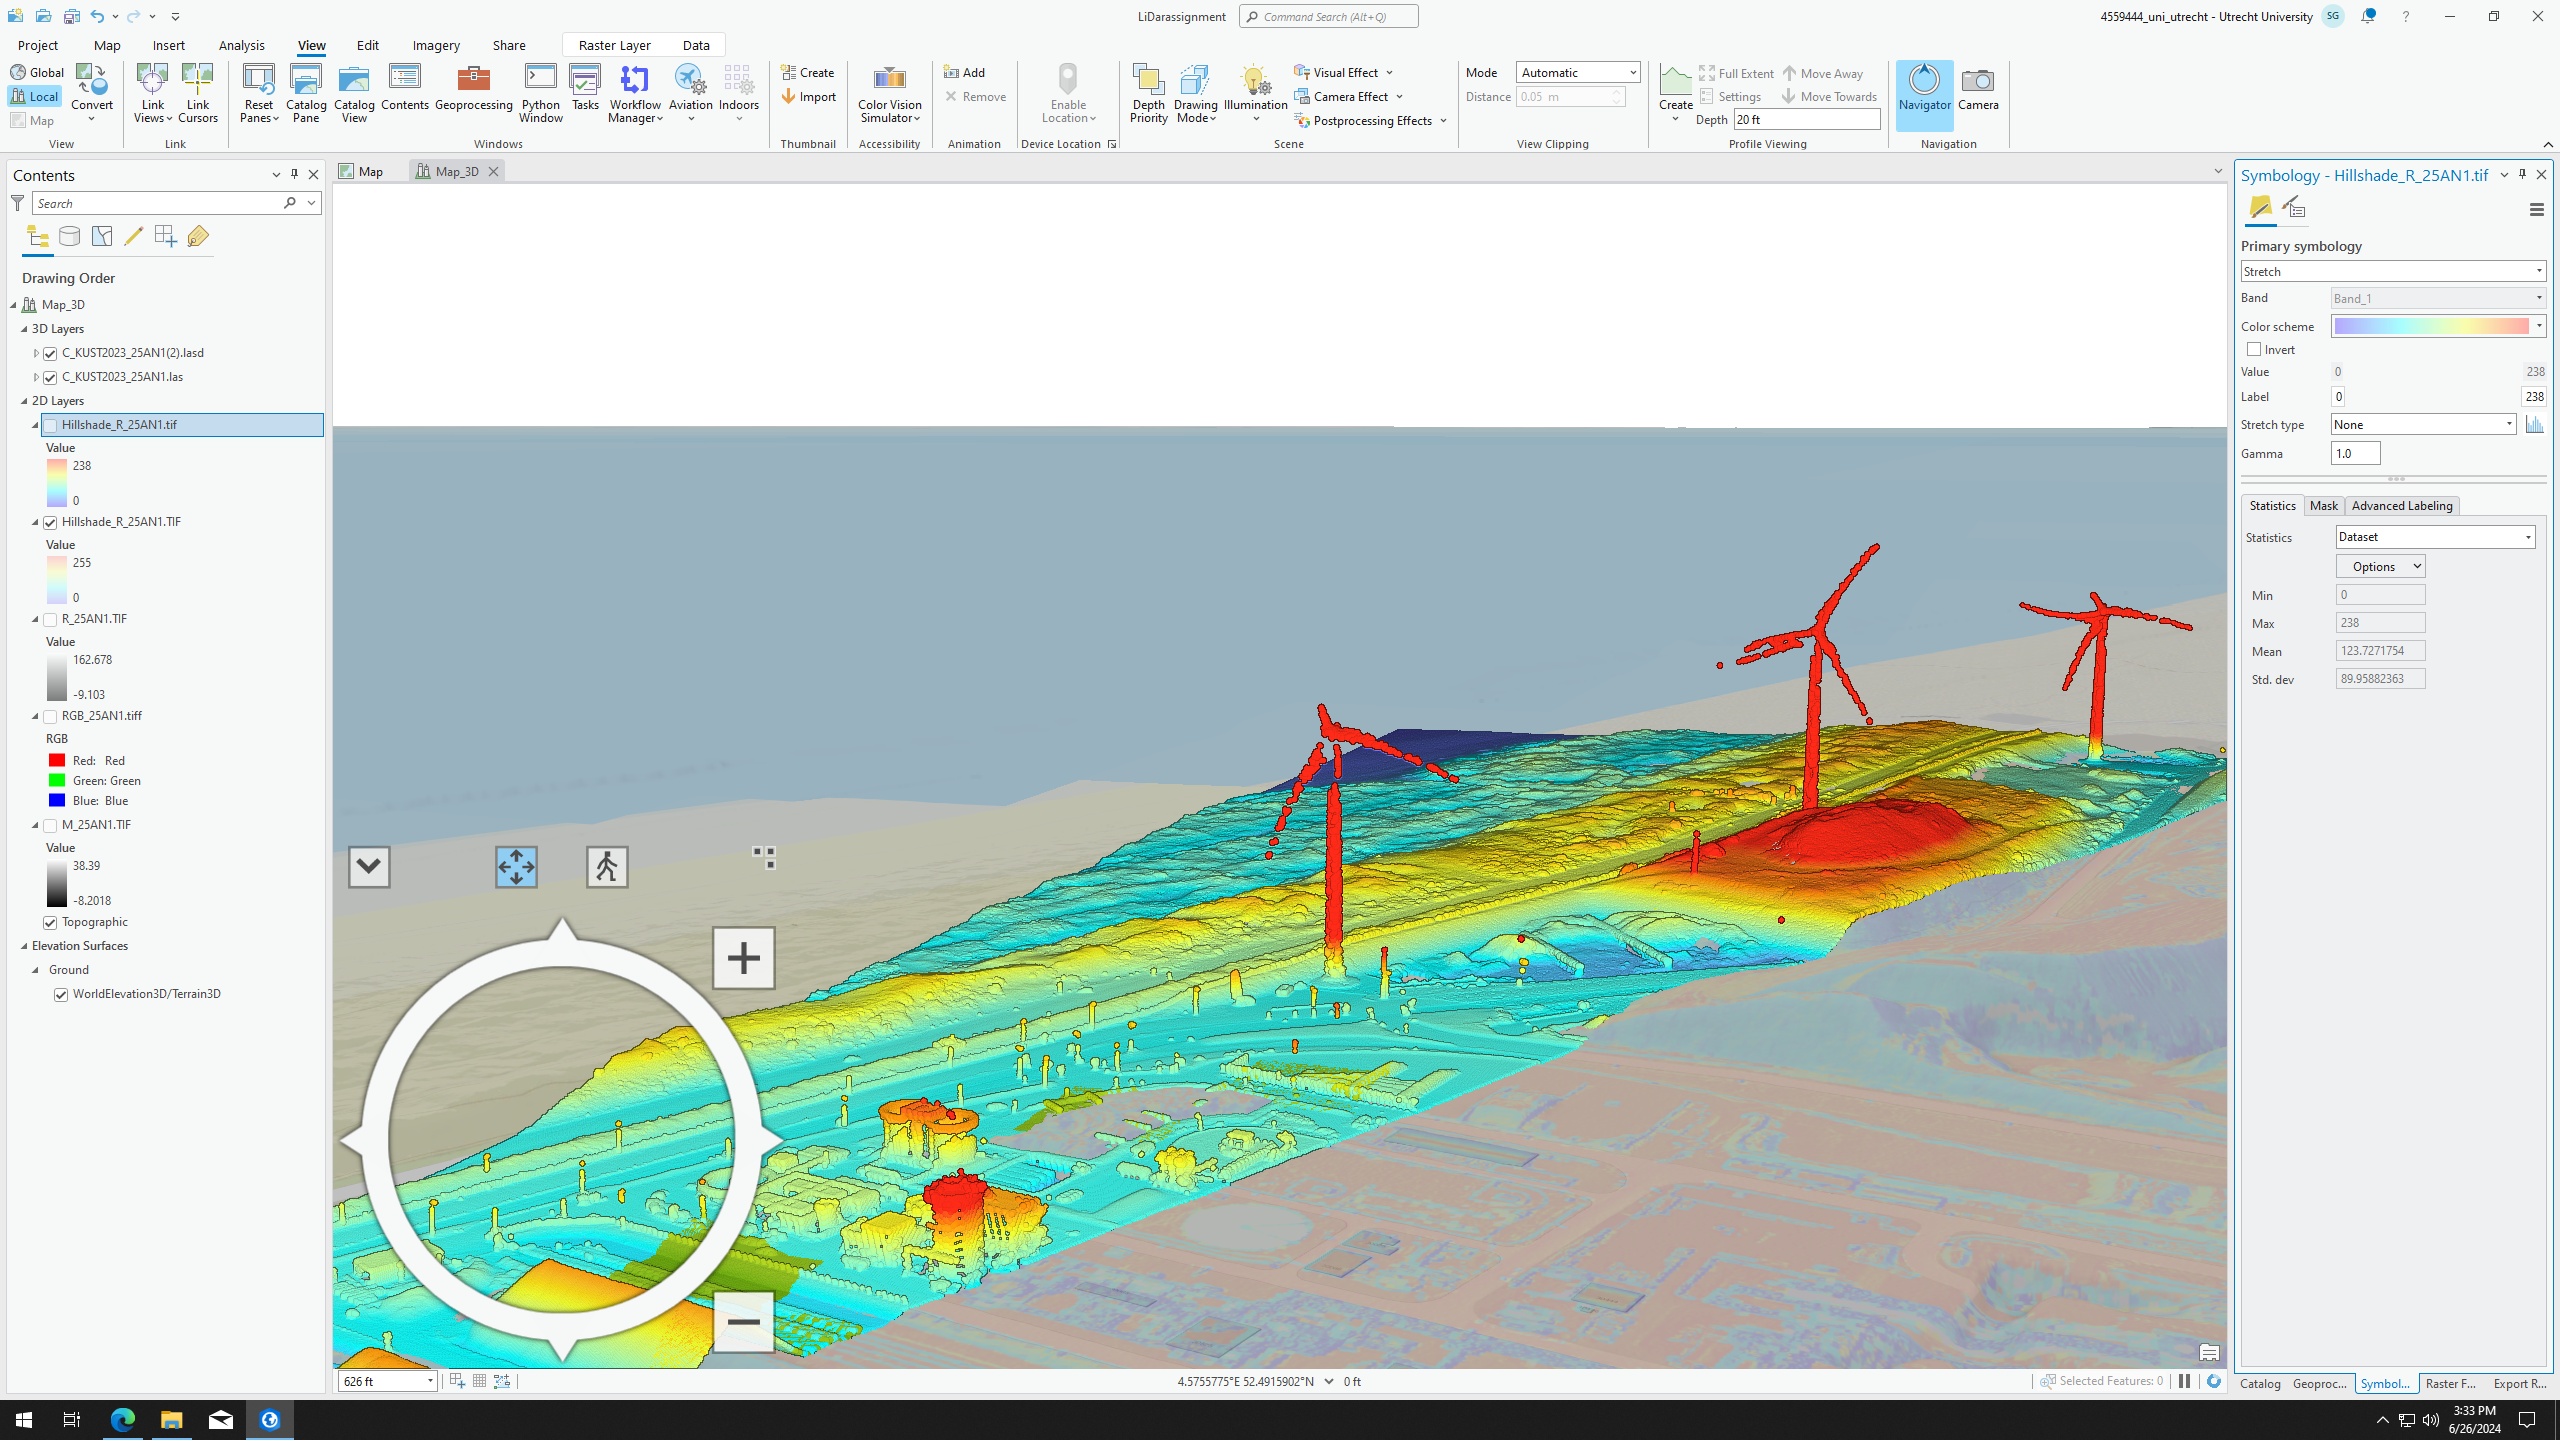 LiDarassignment
Command Search (Alt+Q)
4559444_uni_utrecht - Utrecht University
SG
?
Project
Map
Insert
Analysis
View
Edit
Imagery
Share
Raster Layer
Data
Global
Local
Map
Convert
View
Link Views
Link Cursors
Link
Reset Panes
Catalog Pane
Catalog View
Contents
Geoprocessing
Python Window
Tasks
Workflow Manager
Aviation
Indoors
Windows
Create
Import
Thumbnail
Color Vision Simulator
Accessibility
Add
Remove
Animation
Enable Location
Device Location
Depth Priority
Drawing Mode
Illumination
Visual Effect
Camera Effect
Postprocessing Effects
Scene
Mode Automatic
Distance 0.05 m
View Clipping
Create
Full Extent
Move Away
Settings
Move Towards
Depth 20 ft
Profile Viewing
Navigator
Camera
Navigation
Contents
Search
Drawing Order
Map_3D
3D Layers
C_KUST2023_25AN1(2).lasd
C_KUST2023_25AN1.las
2D Layers
Hillshade_R_25AN1.tif
Value
238
0
Hillshade_R_25AN1.TIF
Value
255
0
R_25AN1.TIF
Value
162.678
-9.103
RGB_25AN1.tiff
RGB
Red: Red
Green: Green
Blue: Blue
M_25AN1.TIF
Value
38.39
-8.2018
Topographic
Elevation Surfaces
Ground
WorldElevation3D/Terrain3D
Map
Map_3D
626 ft
4.5755775°E 52.4915902°N
0 ft
Selected Features: 0
Symbology - Hillshade_R_25AN1.tif
Primary symbology
Stretch
Band Band_1
Color scheme
Invert
Value 0 238
Label 0 238
Stretch type None
Gamma 1.0
Statistics
Mask
Advanced Labeling
Statistics Dataset
Options
Min 0
Max 238
Mean 123.7271754
Std. dev 89.95882363
Catalog
Geoproc...
Symbol...
Raster F...
Export R...
3:33 PM
6/26/2024